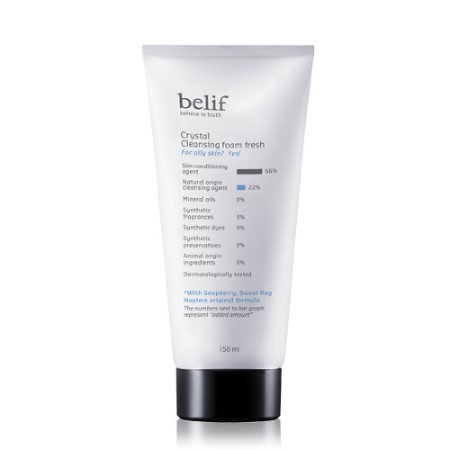 belif
believe in truth
Crystal
Cleansing foam fresh
For oily skin? Yes!
Skin conditioning
agent 66%
Natural origin
cleansing agent 22%
Mineral oils 0%
Synthetic
fragrances 0%
Synthetic dyes 0%
Synthetic
preservatives 0%
Animal origin
ingredients 0%
Dermatologically tested
*With Soapberry, Sweet flag
Napiers original formula
The numbers next to bar graph
represent "added amount"
150 ml